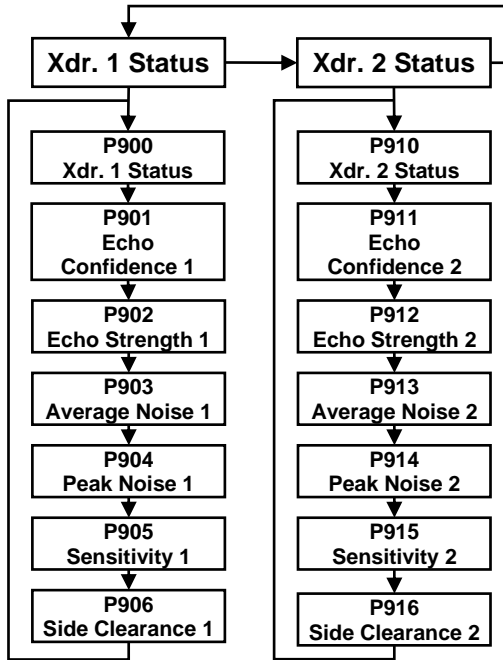 Xdr. 1 Status
Xdr. 2 Status
P900
Xdr. 1 Status
P901
Echo
Confidence 1
P902
Echo Strength 1
P903
Average Noise 1
P904
Peak Noise 1
P905
Sensitivity 1
P906
Side Clearance 1
P910
Xdr. 2 Status
P911
Echo
Confidence 2
P912
Echo Strength 2
P913
Average Noise 2
P914
Peak Noise 2
P915
Sensitivity 2
P916
Side Clearance 2